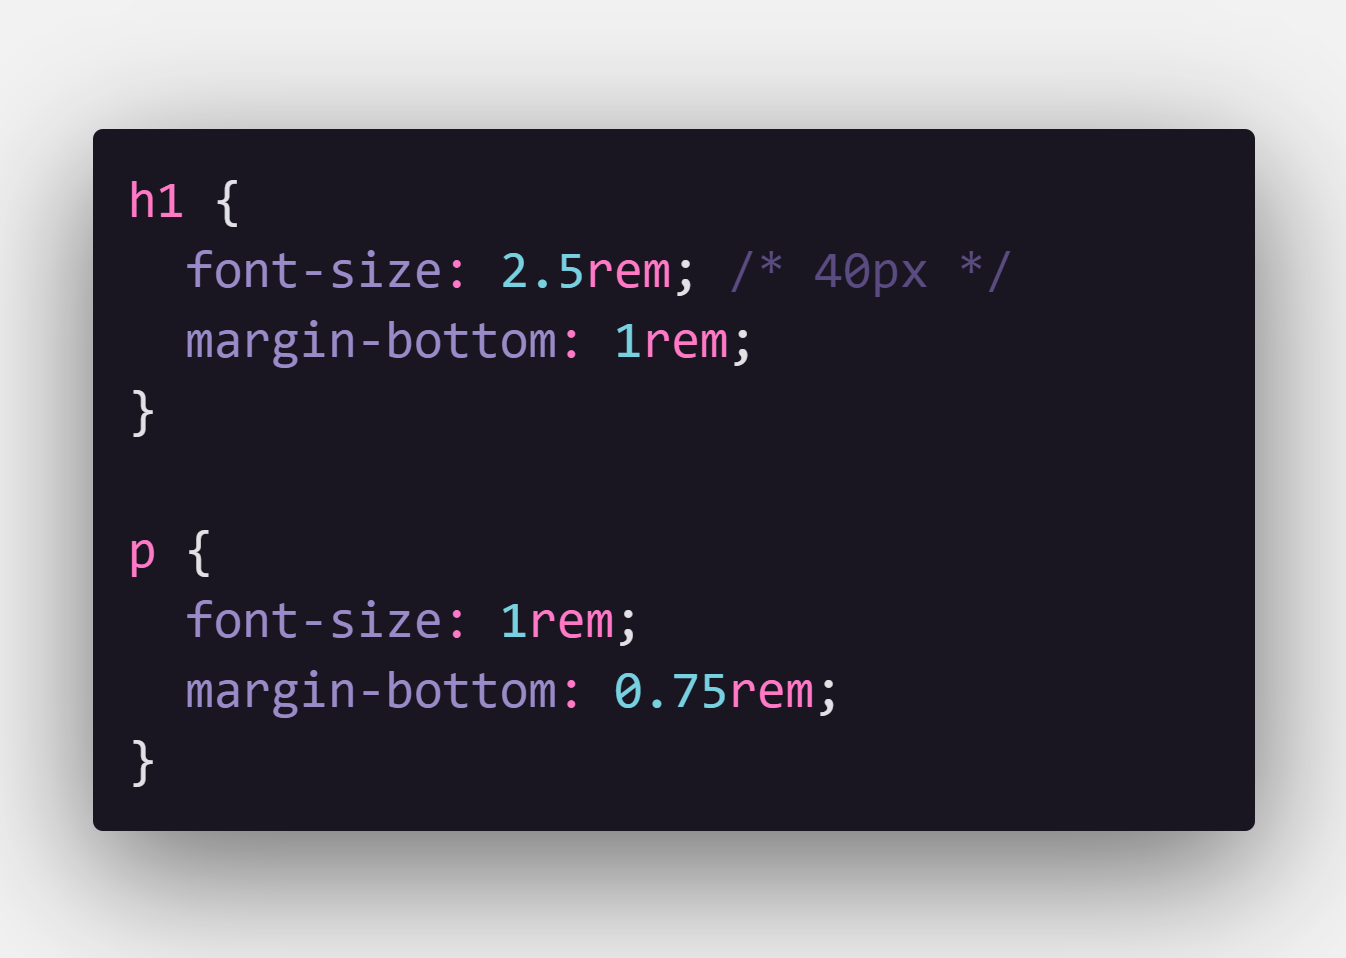 h1 {
  font-size: 2.5rem; /* 40px */
  margin-bottom: 1rem;
}

p {
  font-size: 1rem;
  margin-bottom: 0.75rem;
}